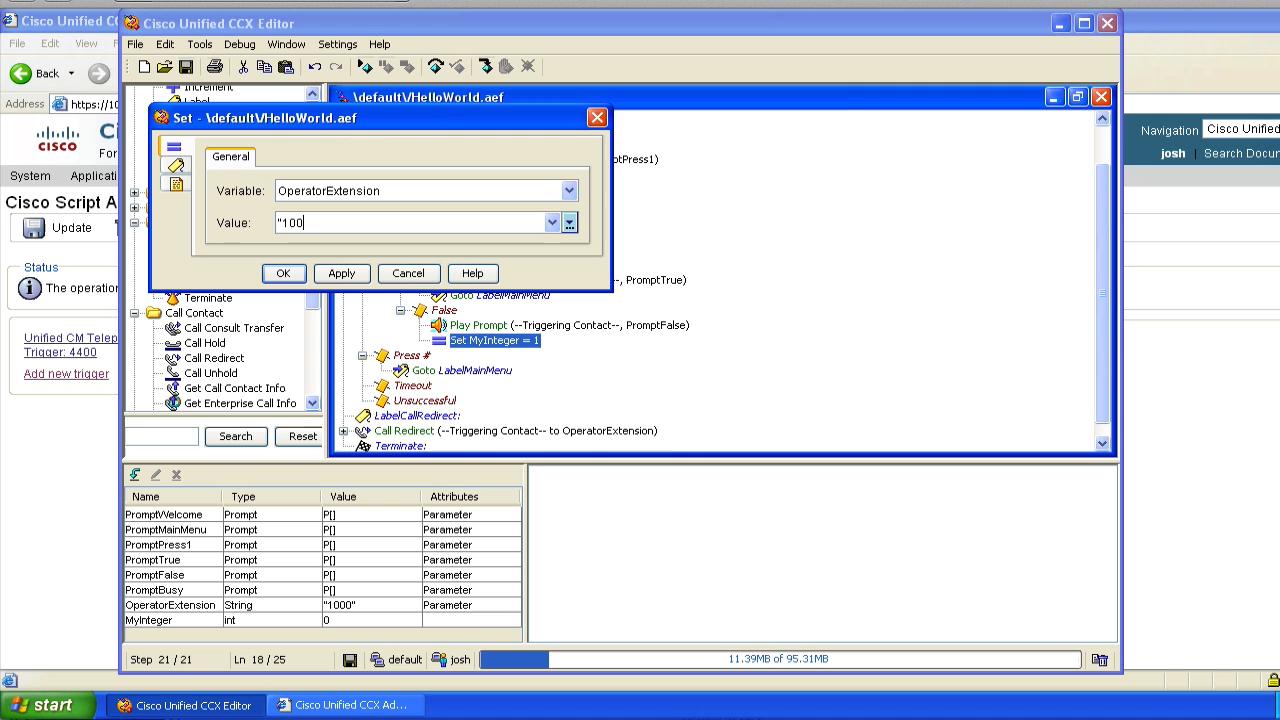 Cisco Unified C
Cisco Unified CCX Editor
File Edit View
File Edit Tools Debug Window Settings Help
Back
Address https://10
Increment
Label
\default\/HelloWorld.aef
Set - \default\/HelloWorld.aef
cisco
For
Navigation Cisco Unified
josh Search Docum
System Applicati
General
ptPress1)
Variable: OperatorExtension
Cisco Script A
Value: "100
Update
Status
OK Apply Cancel Help
--, PromptTrue)
The operatio
Terminate
Goto LabelMainMenu
Call Contact
False
Call Consult Transfer
Play Prompt (--Triggering Contact--, PromptFalse)
Unified CM Telep
Call Hold
Set MyInteger = 1
Trigger: 4400
Call Redirect
Press #
Add new trigger
Call Unhold
Goto LabelMainMenu
Get Call Contact Info
Timeout
Get Enterprise Call Info
Unsuccessful
LabelCallRedirect:
Search Reset
Call Redirect (--Triggering Contact-- to OperatorExtension)
Terminate:
Name Type Value Attributes
PromptWelcome Prompt P[] Parameter
PromptMainMenu Prompt P[] Parameter
PromptPress1 Prompt P[] Parameter
PromptTrue Prompt P[] Parameter
PromptFalse Prompt P[] Parameter
PromptBusy Prompt P[] Parameter
OperatorExtension String "1000" Parameter
MyInteger int 0
Step 21 / 21 Ln 18 / 25 default josh 11.39MB of 95.31MB
start Cisco Unified CCX Editor Cisco Unified CCX Ad...